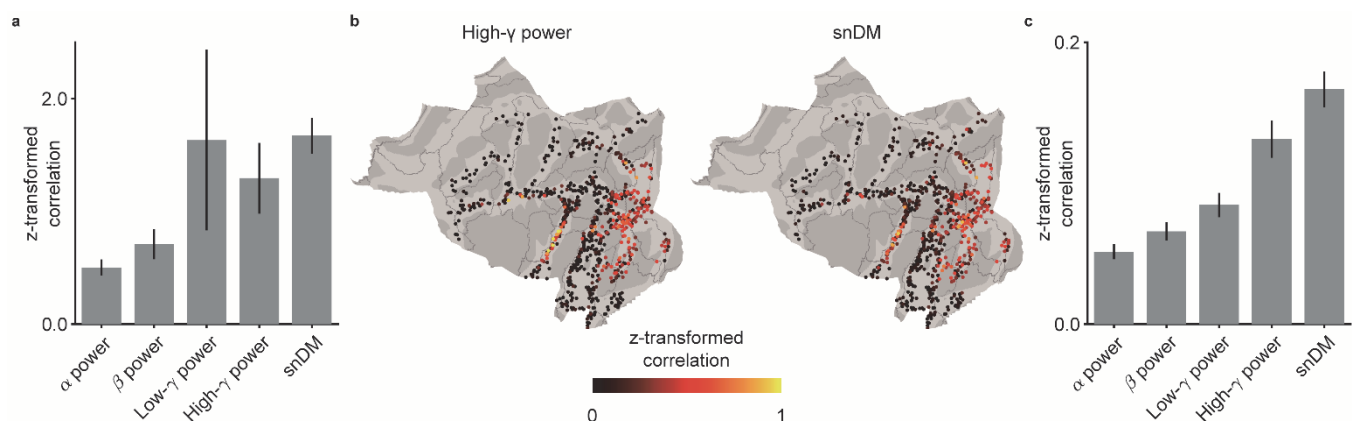 a
z-transformed
correlation
2.0
0.0
α power
β power
Low-γ power
High-γ power
snDM
b
High-γ power
snDM
z-transformed
correlation
0
1
c
z-transformed
correlation
0.2
0.0
α power
β power
Low-γ power
High-γ power
snDM